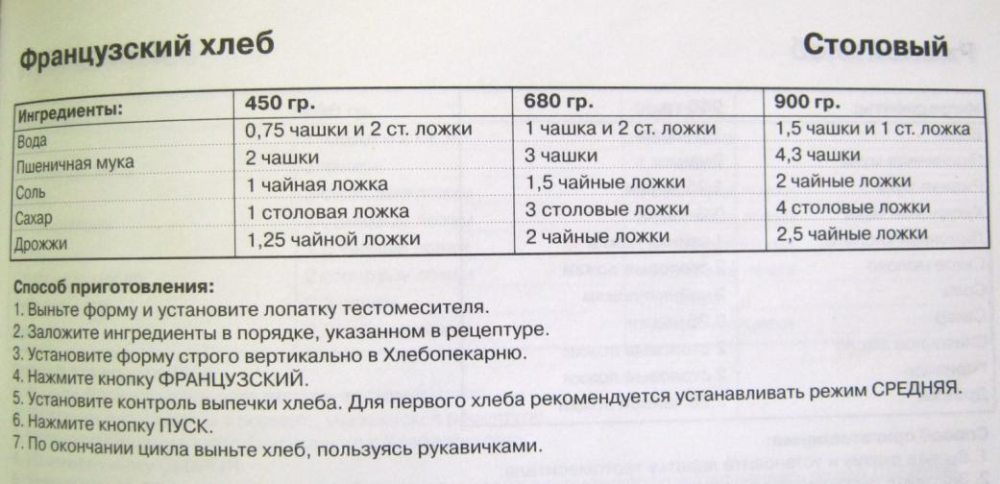 Французский хлеб Столовый
Ингредиенты: 450 гр. 680 гр. 900 гр.
Вода 0,75 чашки и 2 ст. ложки 1 чашка и 2 ст. ложки 1,5 чашки и 1 ст. ложка
Пшеничная мука 2 чашки 3 чашки 4,3 чашки
Соль 1 чайная ложка 1,5 чайные ложки 2 чайные ложки
Сахар 1 столовая ложка 3 столовые ложки 4 столовые ложки
Дрожжи 1,25 чайной ложки 2 чайные ложки 2,5 чайные ложки
Способ приготовления:
1. Выньте форму и установите лопатку тестомесителя.
2. Заложите ингредиенты в порядке, указанном в рецептуре.
3. Установите форму строго вертикально в Хлебопекарню.
4. Нажмите кнопку ФРАНЦУЗСКИЙ.
5. Установите контроль выпечки хлеба. Для первого хлеба рекомендуется устанавливать режим СРЕДНЯЯ.
6. Нажмите кнопку ПУСК.
7. По окончании цикла выньте хлеб, пользуясь рукавичками.